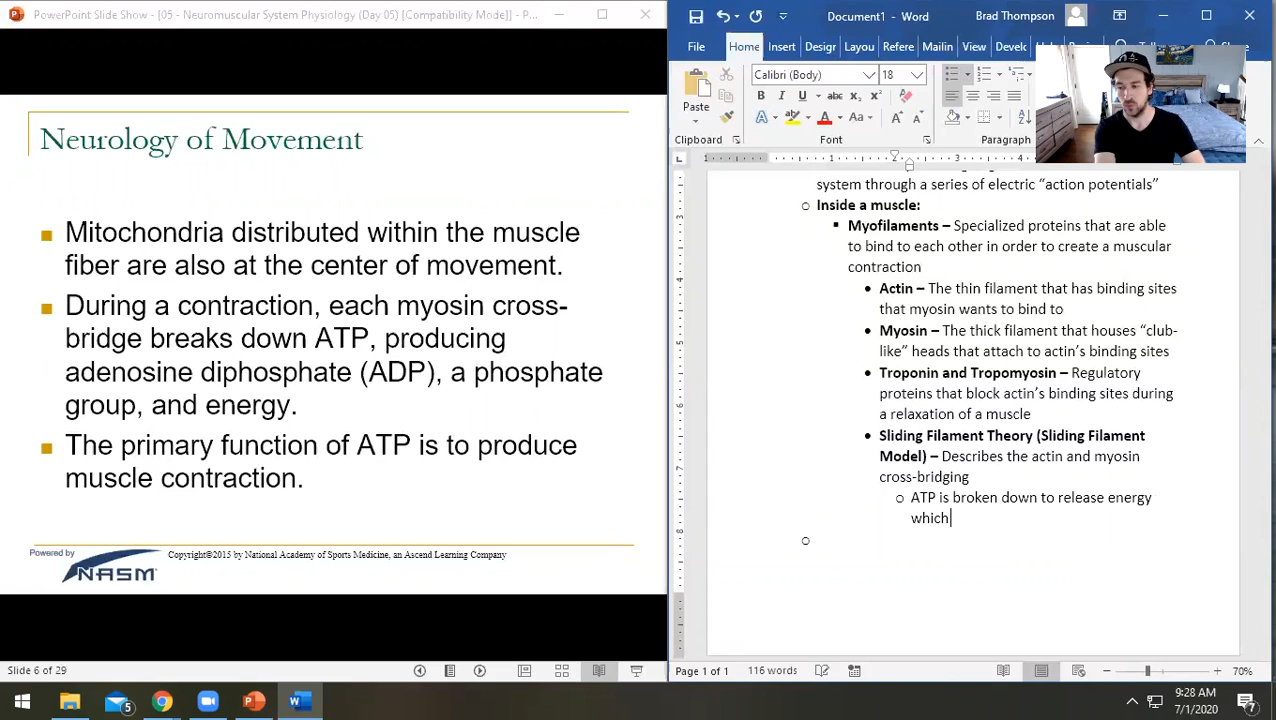 PowerPoint Slide Show - [05 - Neuromuscular System Physiology (Day 05) [Compatibility Mode]] - P...
Neurology of Movement
Mitochondria distributed within the muscle
fiber are also at the center of movement.
During a contraction, each myosin cross-
bridge breaks down ATP, producing
adenosine diphosphate (ADP), a phosphate
group, and energy.
The primary function of ATP is to produce
muscle contraction.
Powered by
NASM
Copyright©2015 by National Academy of Sports Medicine, an Ascend Learning Company
Slide 6 of 29
Document1 - Word
Brad Thompson
File Home Insert Desigr Layou Refere Mailin View Develc
Paste
Calibri (Body) 18
Clipboard Font Paragraph
system through a series of electric “action potentials”
Inside a muscle:
Myofilaments – Specialized proteins that are able
to bind to each other in order to create a muscular
contraction
Actin – The thin filament that has binding sites
that myosin wants to bind to
Myosin – The thick filament that houses “club-
like” heads that attach to actin’s binding sites
Troponin and Tropomyosin – Regulatory
proteins that block actin’s binding sites during
a relaxation of a muscle
Sliding Filament Theory (Sliding Filament
Model) – Describes the actin and myosin
cross-bridging
ATP is broken down to release energy
which
Page 1 of 1 116 words 70%
9:28 AM
7/1/2020